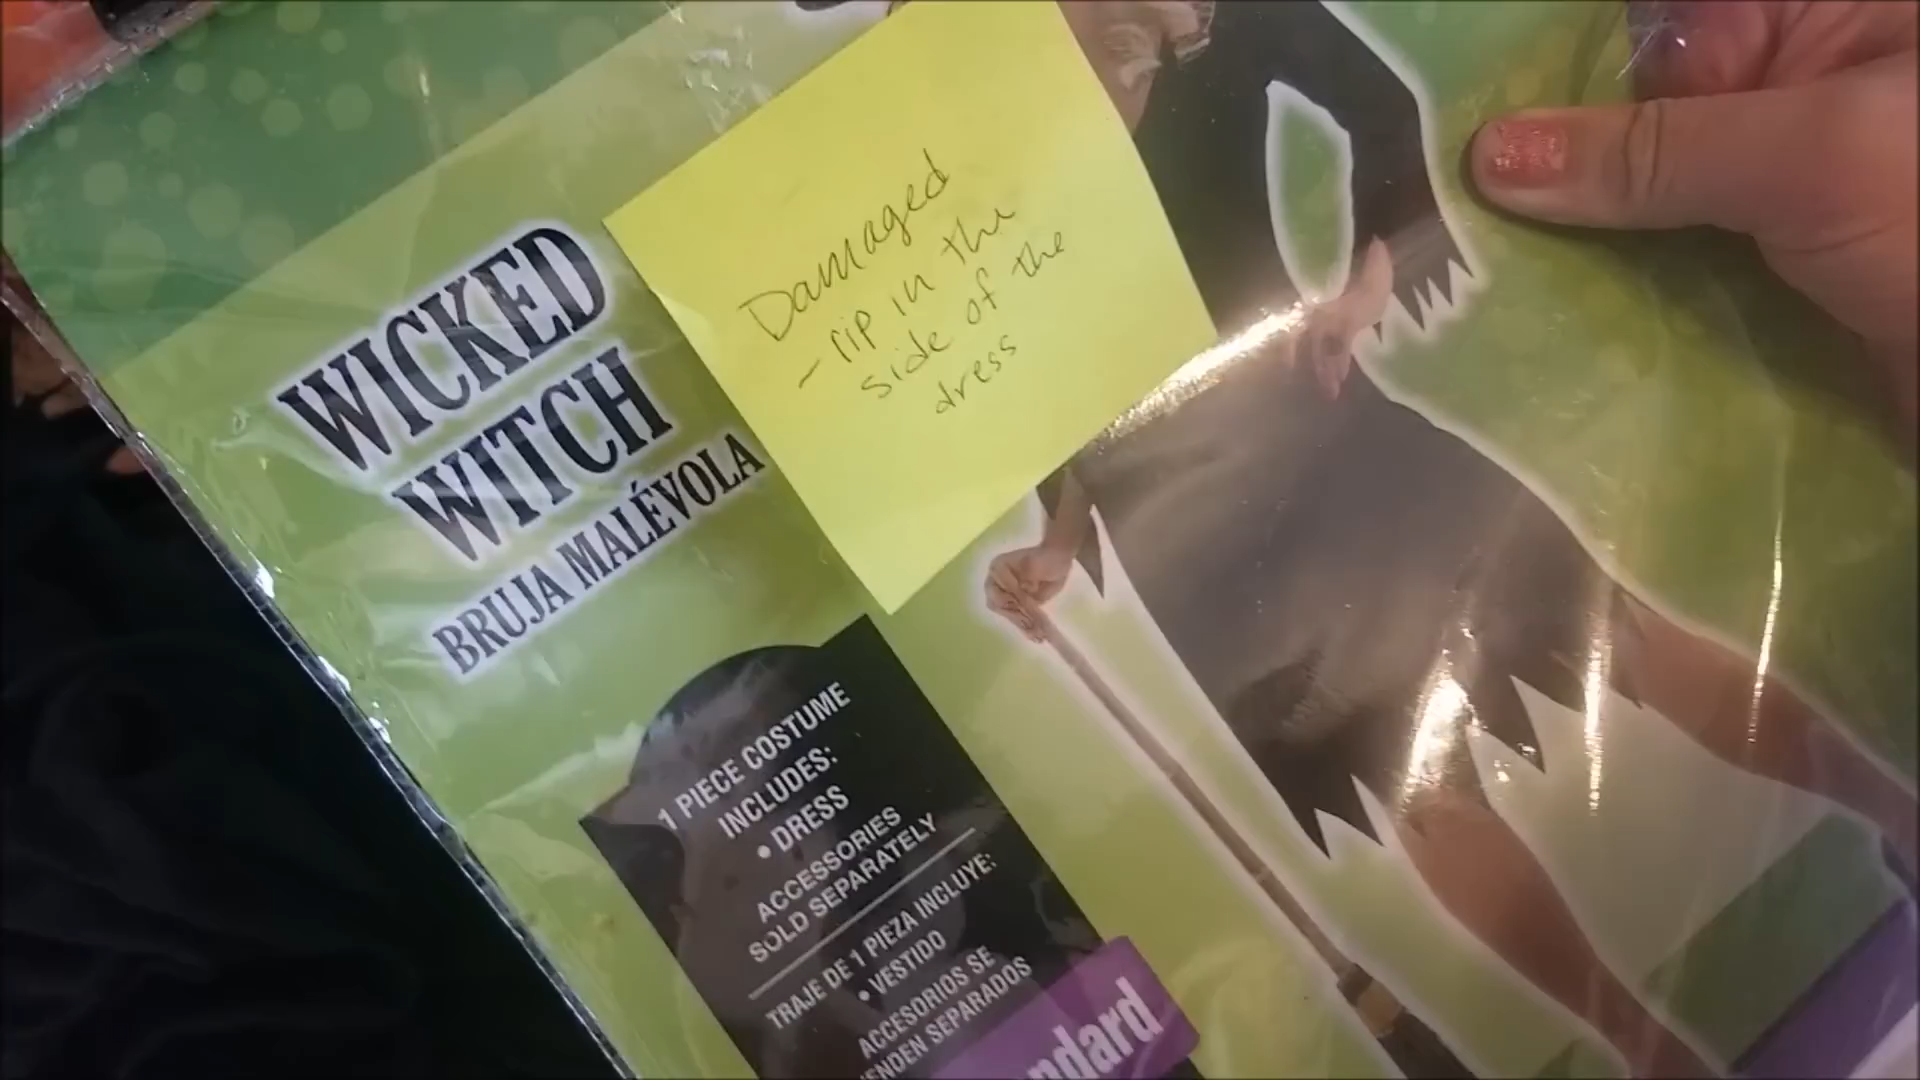 WICKED
WITCH
BRUJA MALÉVOLA
Damaged
- rip in the
side of the
dress
1 PIECE COSTUME
INCLUDES:
• DRESS
ACCESSORIES
SOLD SEPARATELY
TRAJE DE 1 PIEZA INCLUYE:
• VESTIDO
ACCESORIOS SE
ENDEN SEPARADOS
ndard